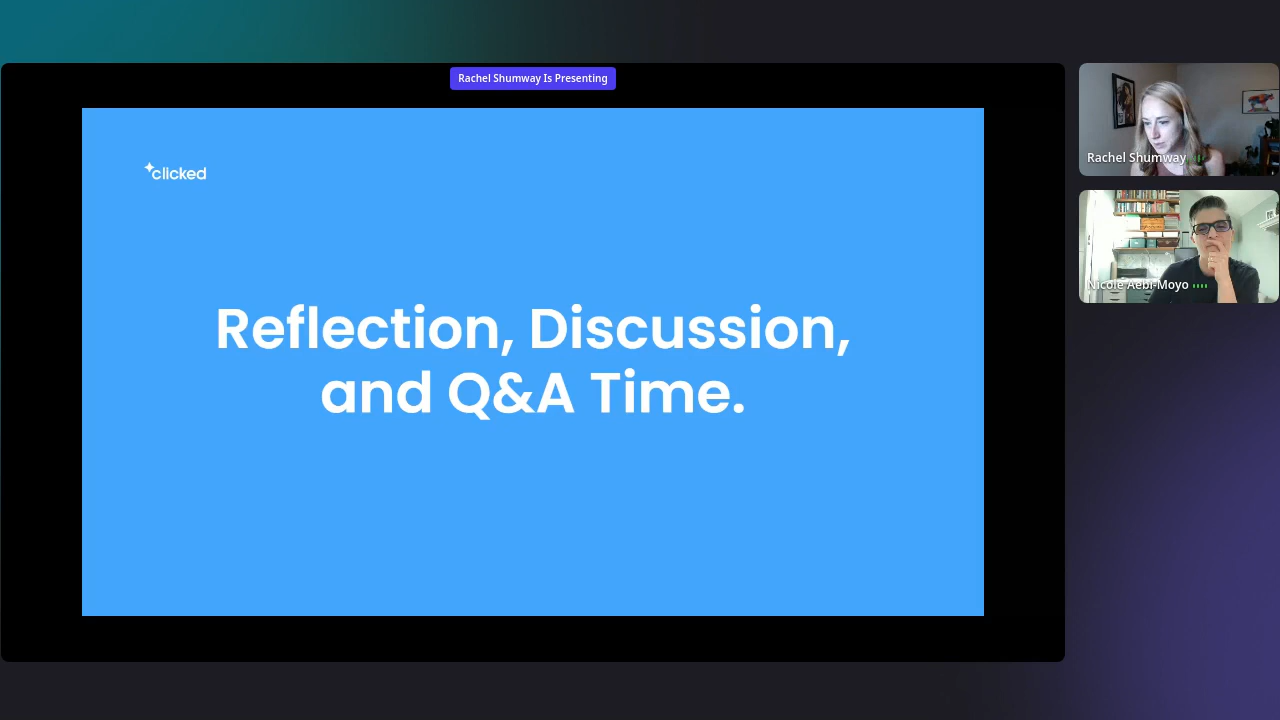 Rachel Shumway Is Presenting
clicked
Reflection, Discussion,
and Q&A Time.
Rachel Shumway
Nicole Aebi-Moyo